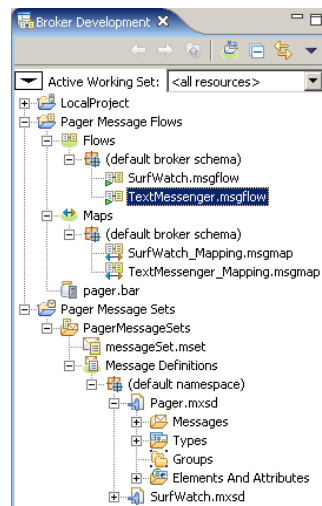 Broker Development
Active Working Set: <all resources>
LocalProject
Pager Message Flows
Flows
(default broker schema)
SurfWatch.msgflow
TextMessenger.msgflow
Maps
(default broker schema)
SurfWatch_Mapping.msgmap
TextMessenger_Mapping.msgmap
pager.bar
Pager Message Sets
PagerMessageSets
messageSet.mset
Message Definitions
(default namespace)
Pager.mxsd
Messages
Types
Groups
Elements And Attributes
SurfWatch.mxsd